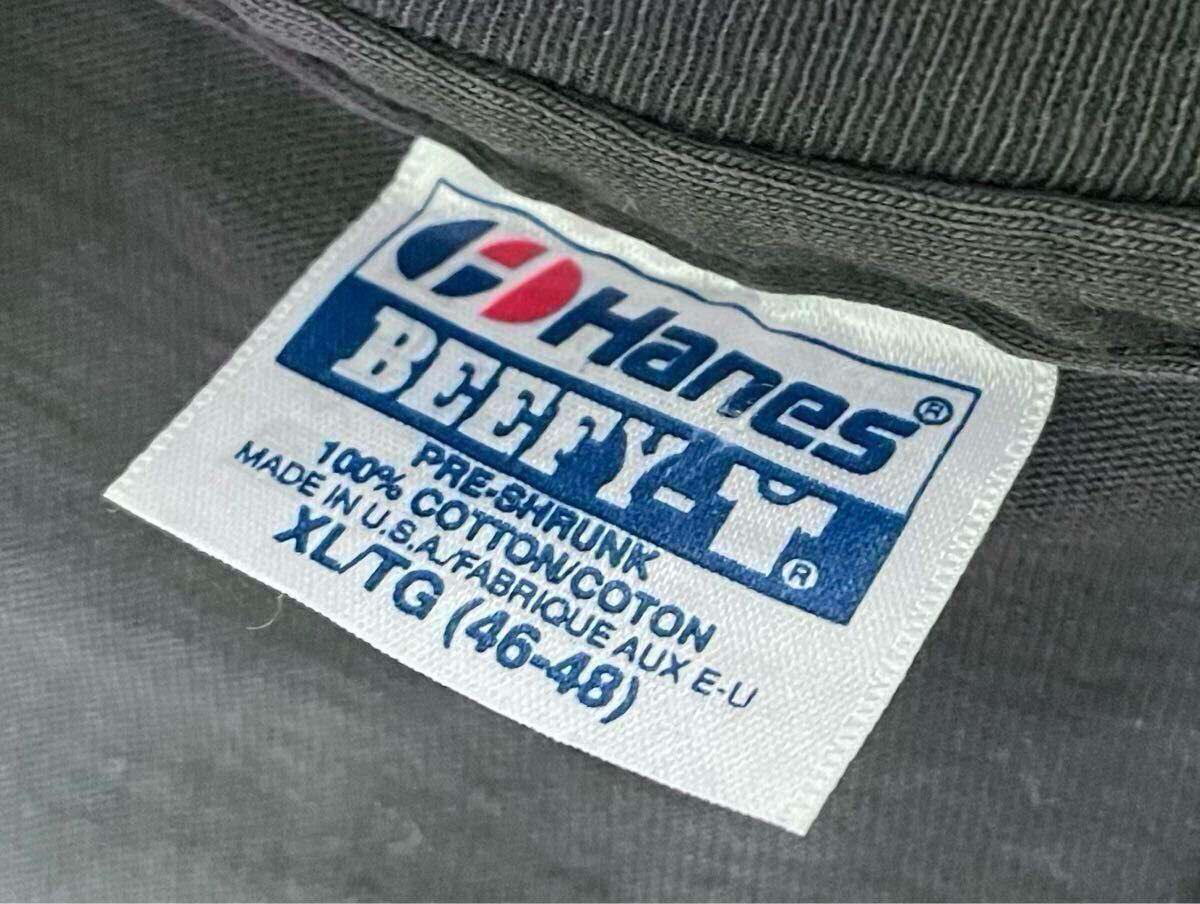 Hanes®
BEEFY-T®
PRE-SHRUNK
100% COTTON/COTON
MADE IN U.S.A./FABRIQUE AUX E-U
XL/TG (46-48)